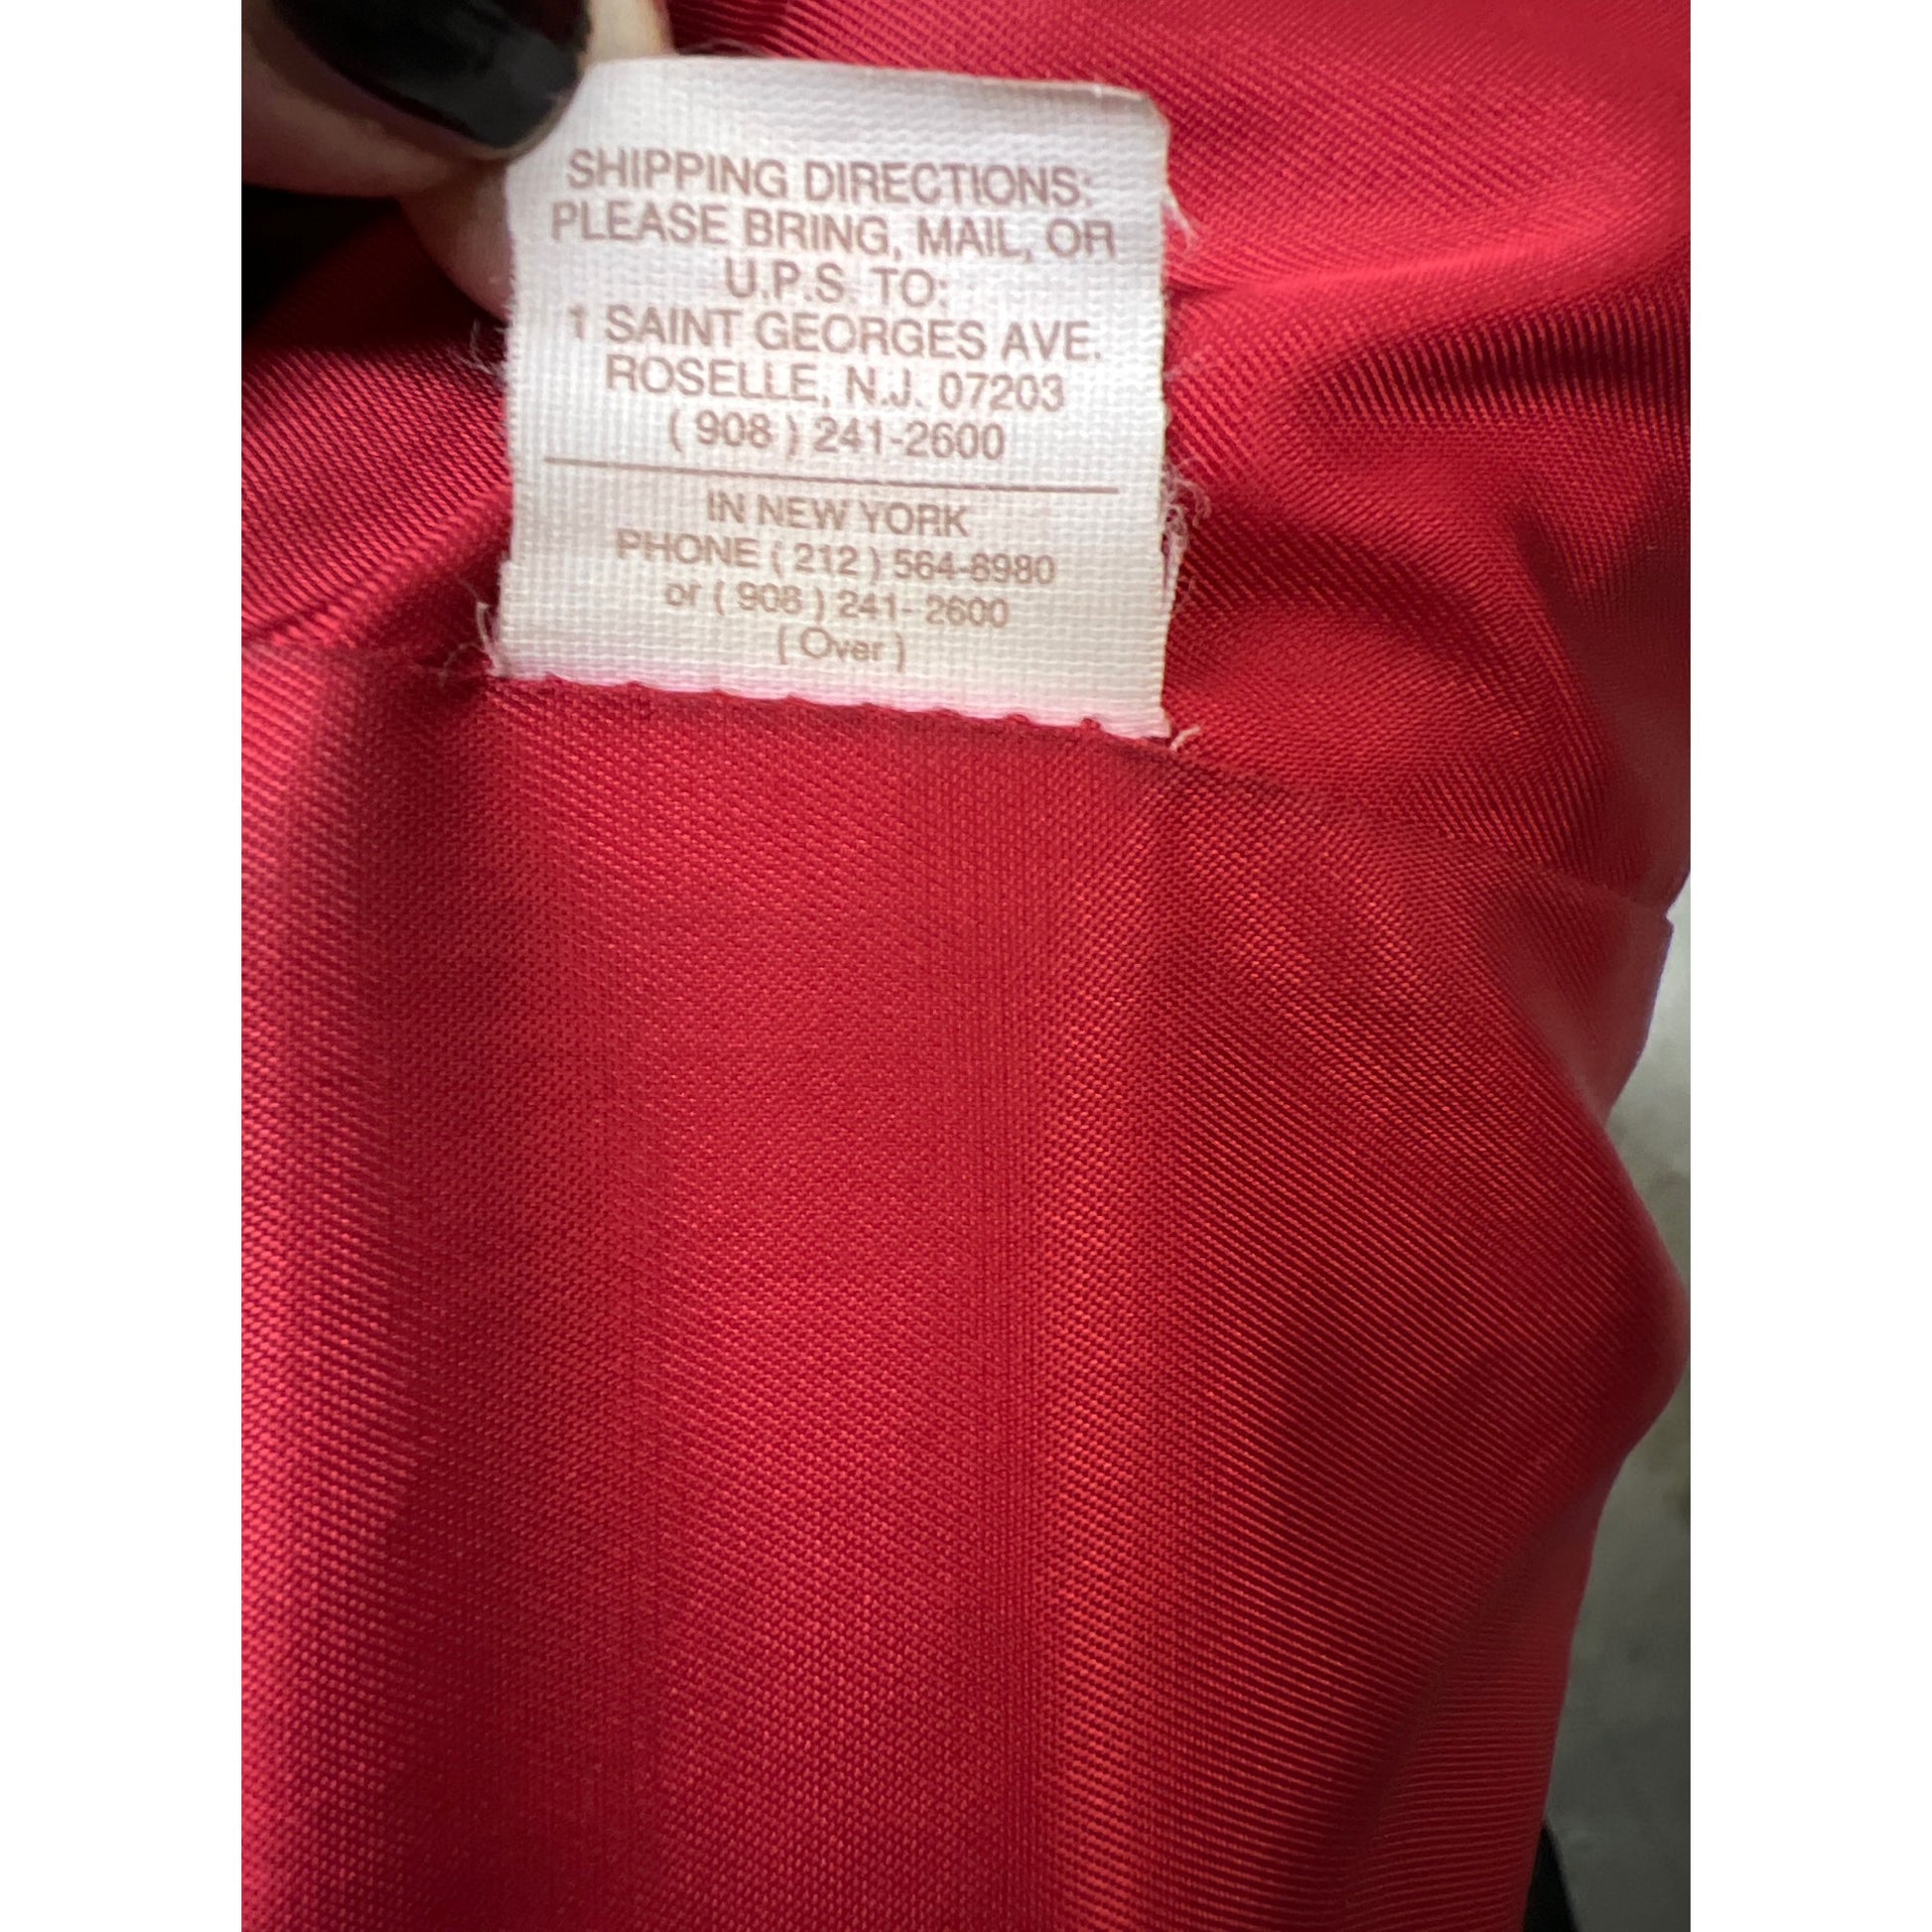 SHIPPING DIRECTIONS:
PLEASE BRING, MAIL, OR
U.P.S TO:
1 SAINT GEORGES AVE.
ROSELLE, N.J. 07203
( 908 ) 241-2600
IN NEW YORK
PHONE ( 212 ) 564-8980
or ( 908 ) 241- 2600
( Over )